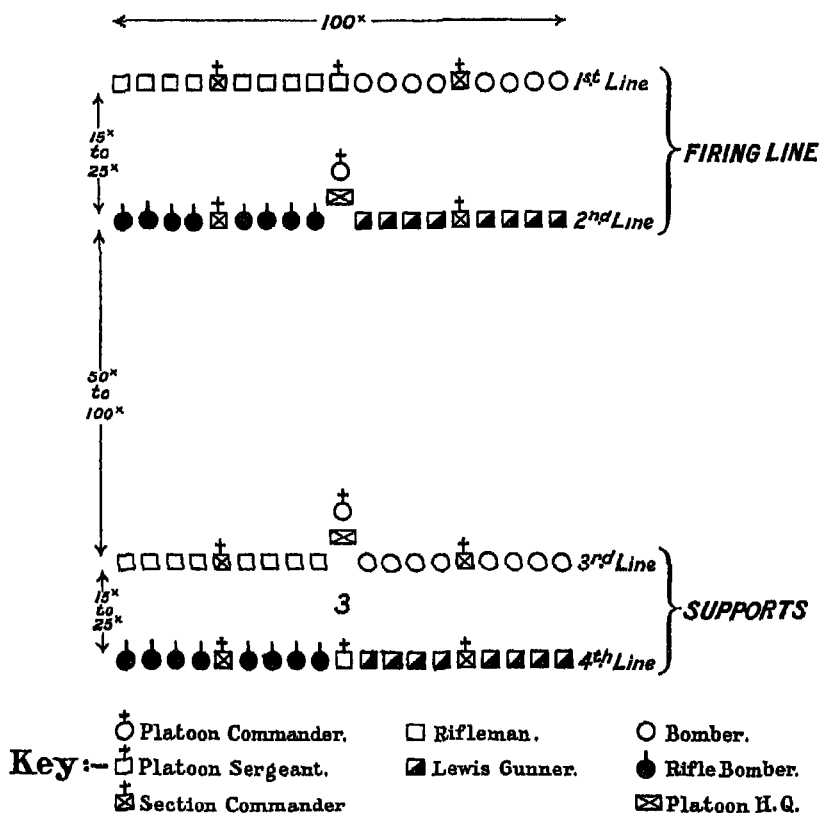 100ˣ
1st Line
15ˣ
to
25ˣ
FIRING LINE
2nd Line
50ˣ
to
100ˣ
3rd Line
15ˣ
to
25ˣ
3
SUPPORTS
4th Line
Key:-
Platoon Commander.
Rifleman.
Bomber.
Platoon Sergeant.
Lewis Gunner.
Rifle Bomber.
Section Commander
Platoon H.Q.